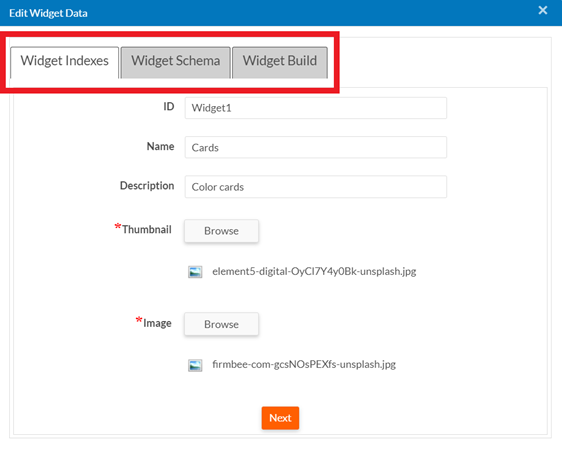 Edit Widget Data
Widget Indexes Widget Schema Widget Build
ID Widget1
Name Cards
Description Color cards
*Thumbnail Browse
element5-digital-OyCl7Y4y0Bk-unsplash.jpg
*Image Browse
firmbee-com-gcsNOsPEXfs-unsplash.jpg
Next